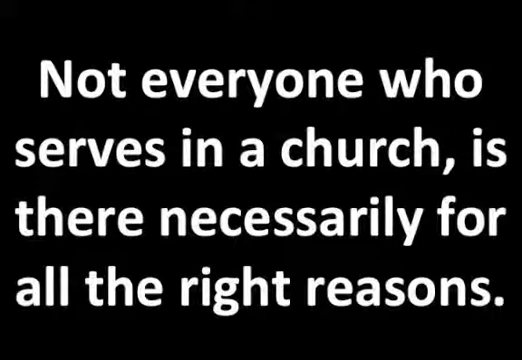 Not everyone who
serves in a church, is
there necessarily for
all the right reasons.